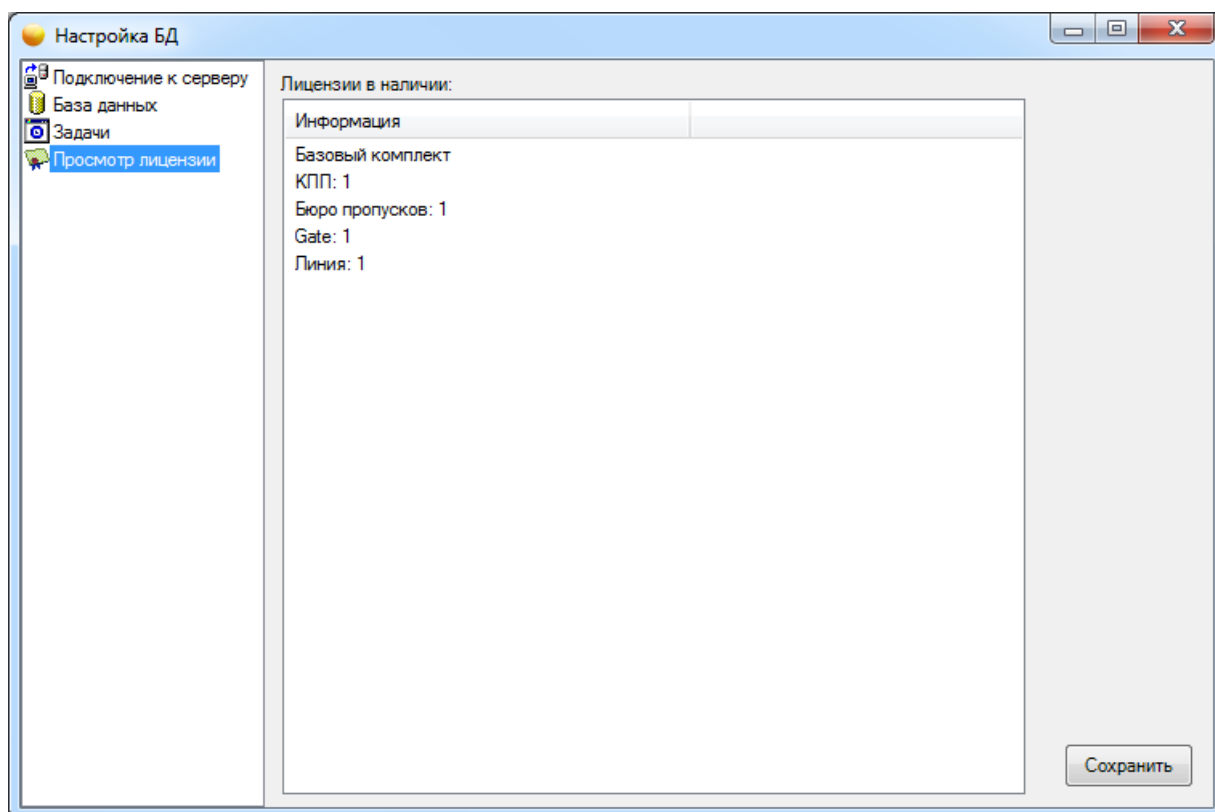 Настройка БД
Подключение к серверу
База данных
Задачи
Просмотр лицензии
Лицензии в наличии:
Информация
Базовый комплект
КПП: 1
Бюро пропусков: 1
Gate: 1
Линия: 1
Сохранить